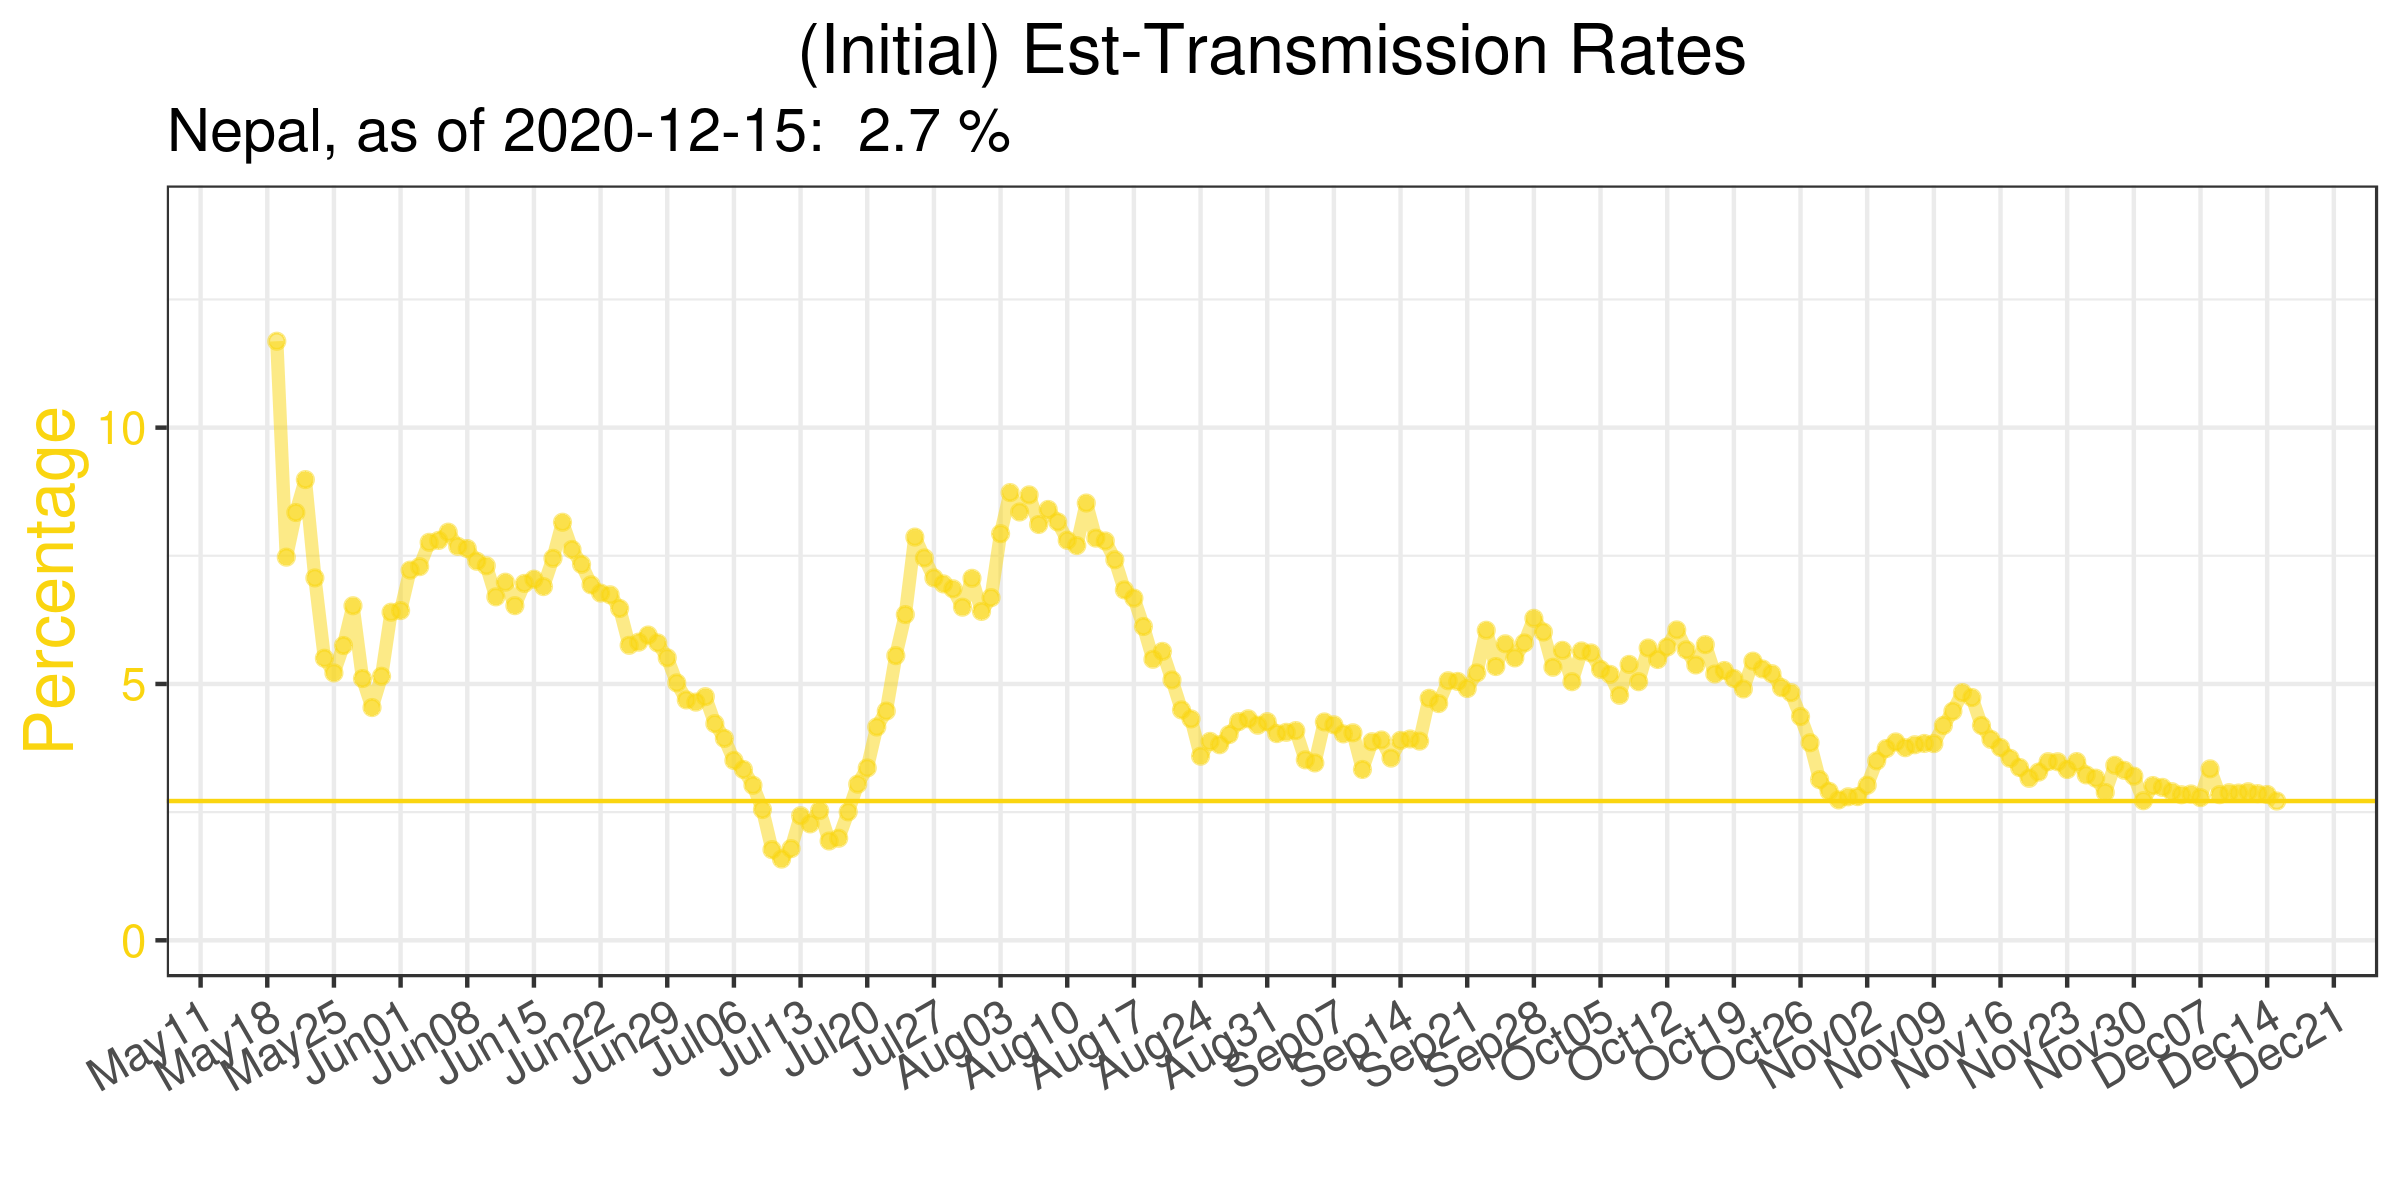 (Initial) Est-Transmission Rates
Nepal, as of 2020-12-15:  2.7 %
Percentage
10
5
0
May11
May18
May25
Jun01
Jun08
Jun15
Jun22
Jun29
Jul06
Jul13
Jul20
Jul27
Aug03
Aug10
Aug17
Aug24
Aug31
Sep07
Sep14
Sep21
Sep28
Oct05
Oct12
Oct19
Oct26
Nov02
Nov09
Nov16
Nov23
Nov30
Dec07
Dec14
Dec21